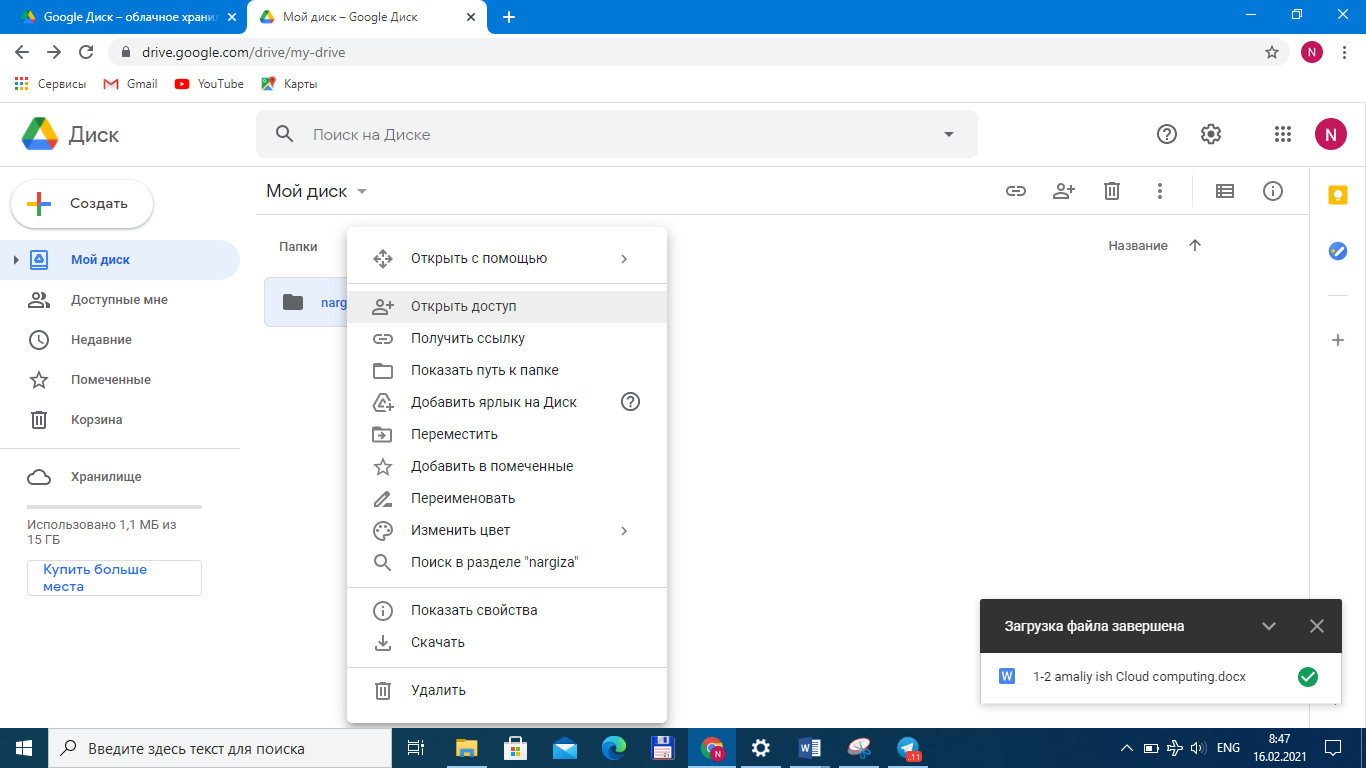 Google Диск – облачное храни
Мой диск – Google Диск
drive.google.com/drive/my-drive
N
Сервисы
Gmail
YouTube
Карты
Диск
Поиск на Диске
N
Создать
Мой диск
Мой диск
Доступные мне
Недавние
Помеченные
Корзина
Хранилище
Использовано 1,1 МБ из
15 ГБ
Купить больше
места
Папки
Название
narg
Открыть с помощью
Открыть доступ
Получить ссылку
Показать путь к папке
Добавить ярлык на Диск
Переместить
Добавить в помеченные
Переименовать
Изменить цвет
Поиск в разделе "nargiza"
Показать свойства
Скачать
Удалить
Загрузка файла завершена
W
1-2 amaliy ish Cloud computing.docx
Введите здесь текст для поиска
N
W
11
ENG
8:47
16.02.2021